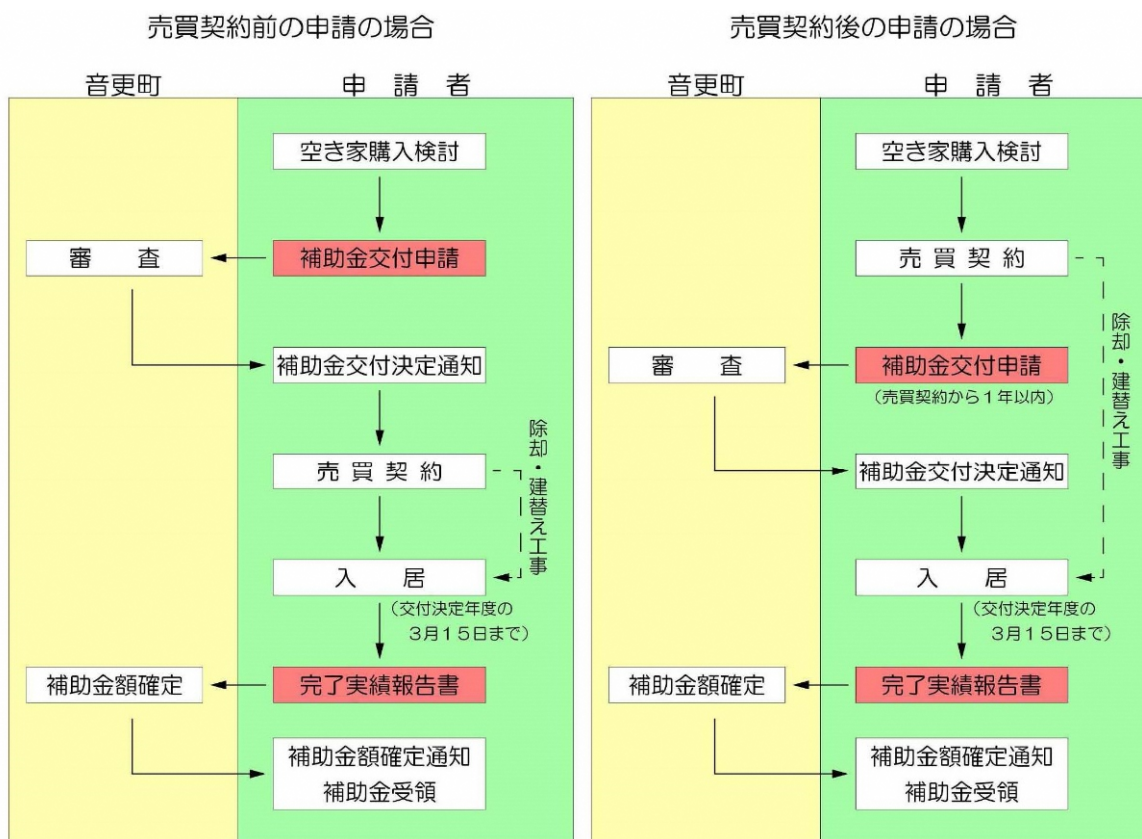 売買契約前の申請の場合
音更町
申 請 者
空き家購入検討
補助金交付申請
審 査
補助金交付決定通知
売 買 契 約
除却・建替え工事
入 居
(交付決定年度の
3月15日まで)
完了実績報告書
補助金額確定
補助金額確定通知
補助金受領
売買契約後の申請の場合
音更町
申 請 者
空き家購入検討
売 買 契 約
除却・建替え工事
補助金交付申請
(売買契約から1年以内)
審 査
補助金交付決定通知
入 居
(交付決定年度の
3月15日まで)
完了実績報告書
補助金額確定
補助金額確定通知
補助金受領